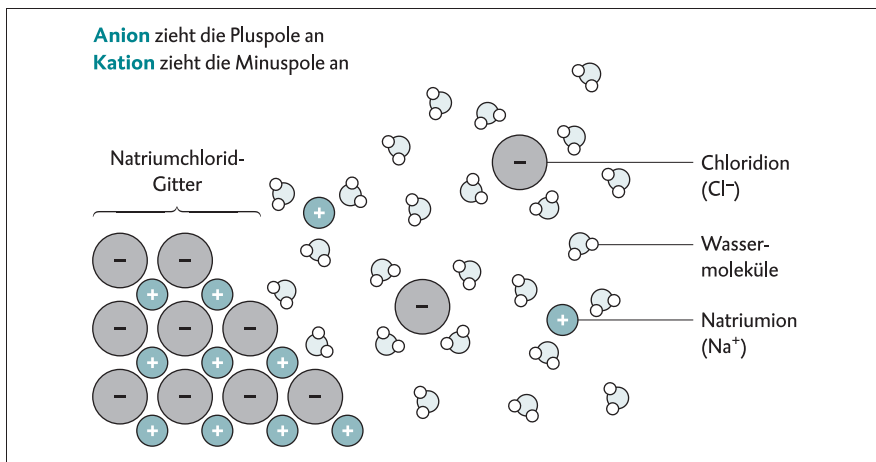 Anion zieht die Pluspole an
Kation zieht die Minuspole an
Natriumchlorid-
Gitter
Chloridion
(Cl⁻)
Wasser-
moleküle
Natriumion
(Na⁺)